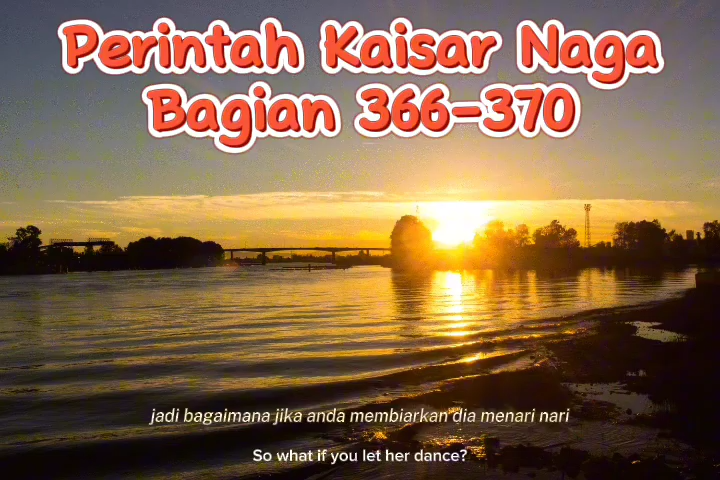 Perintah Kaisar Naga
Bagian 366-370
jadi bagaimana jika anda membiarkan dia menari nari
So what if you let her dance?